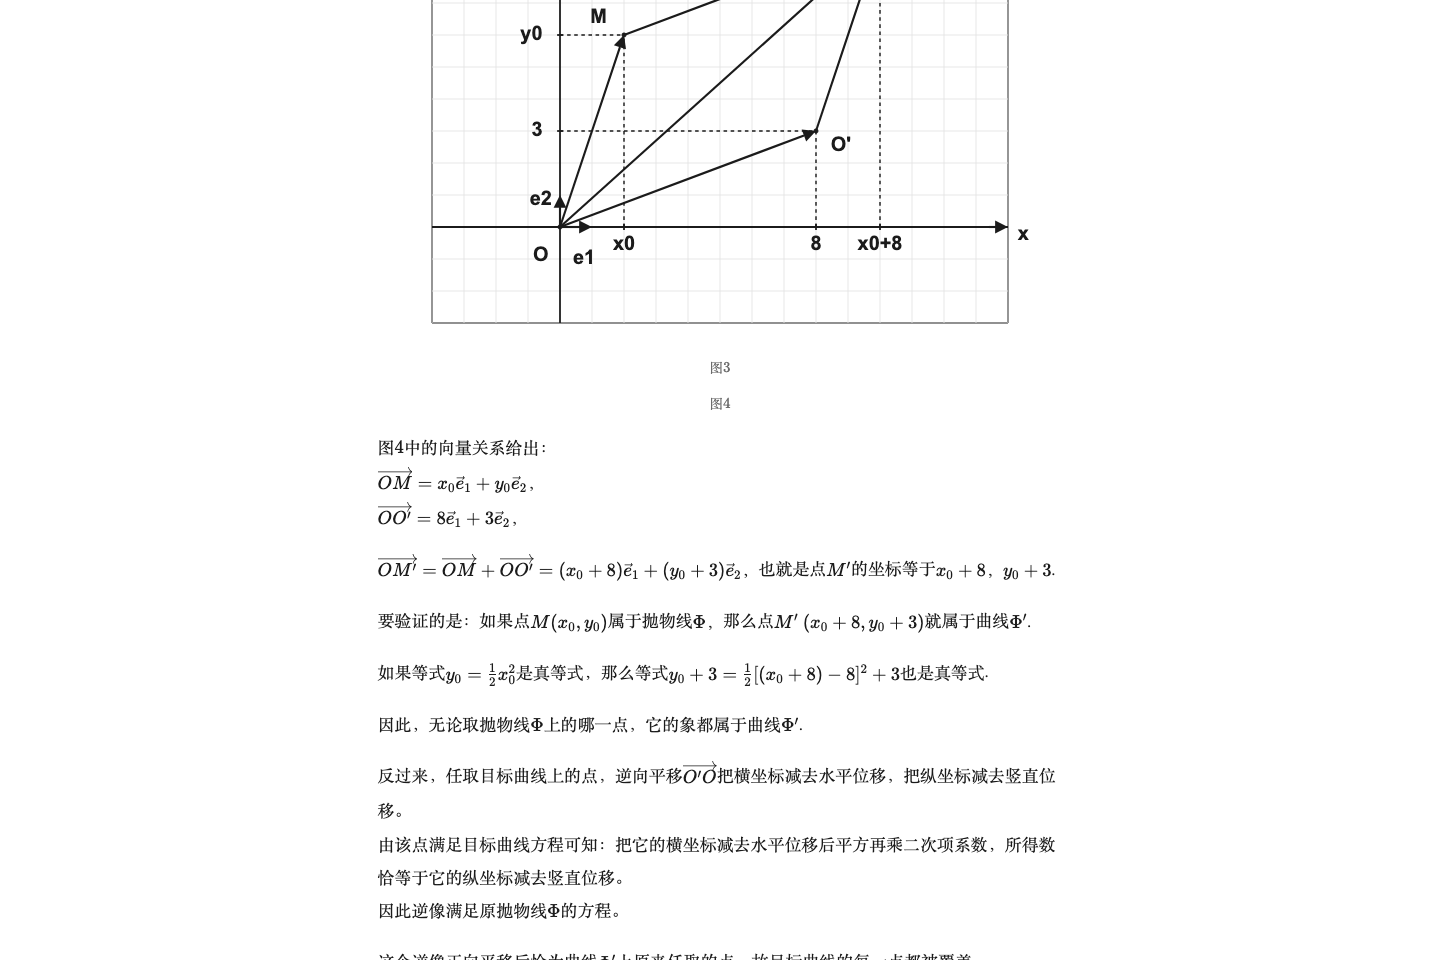 M
y0
3
O'
e2
x0
8
x0+8
x
O
e1
图3
图4
图4中的向量关系给出：
$\overrightarrow{OM} = x_0\vec{e}_1 + y_0\vec{e}_2$，
$\overrightarrow{OO'} = 8\vec{e}_1 + 3\vec{e}_2$，
$\overrightarrow{OM'} = \overrightarrow{OM} + \overrightarrow{OO'} = (x_0 + 8)\vec{e}_1 + (y_0 + 3)\vec{e}_2$，也就是点$M'$的坐标等于$x_0 + 8$，$y_0 + 3$.
要验证的是：如果点$M(x_0, y_0)$属于抛物线Φ，那么点$M'(x_0 + 8, y_0 + 3)$就属于曲线Φ′.
如果等式$y_0 = \frac{1}{2}x_0^2$是真等式，那么等式$y_0 + 3 = \frac{1}{2}[(x_0 + 8) - 8]^2 + 3$也是真等式.
因此，无论取抛物线Φ上的哪一点，它的象都属于曲线Φ′.
反过来，任取目标曲线上的点，逆向平移$\overrightarrow{O'O}$把横坐标减去水平位移，把纵坐标减去竖直位
移。
由该点满足目标曲线方程可知：把它的横坐标减去水平位移后平方再乘二次项系数，所得数
恰等于它的纵坐标减去竖直位移。
因此逆像满足原抛物线Φ的方程。